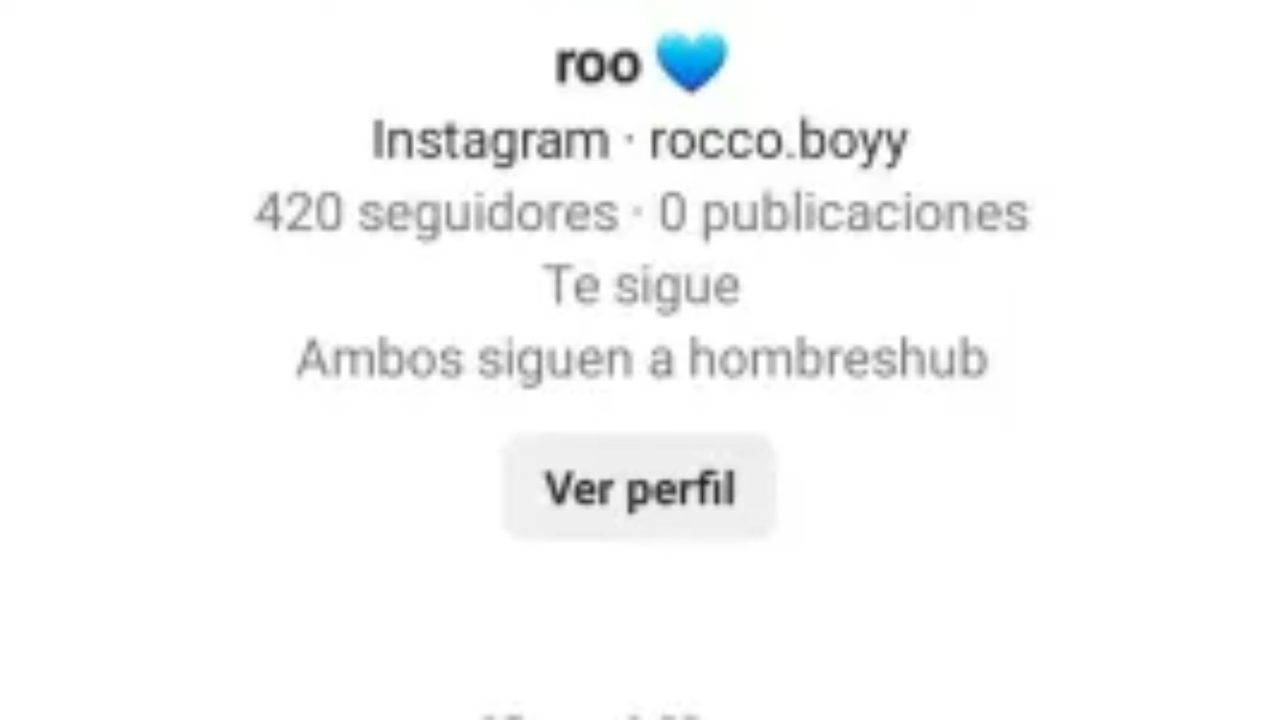 roo 💙
Instagram · rocco.boyy
420 seguidores · 0 publicaciones
Te sigue
Ambos siguen a hombreshub
Ver perfil